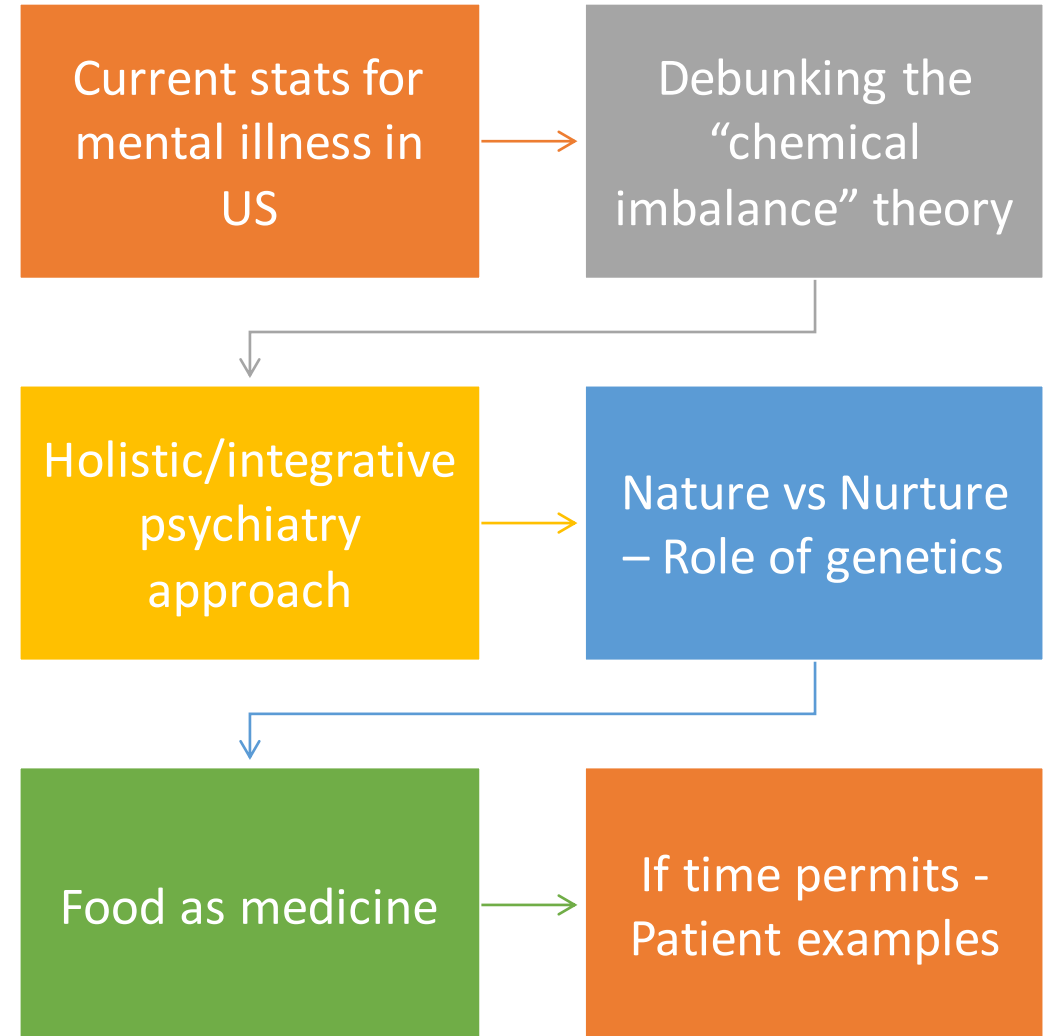 Current stats for
mental illness in
US
Debunking the
“chemical
imbalance” theory
Holistic/integrative
psychiatry
approach
Nature vs Nurture
– Role of genetics
Food as medicine
If time permits -
Patient examples